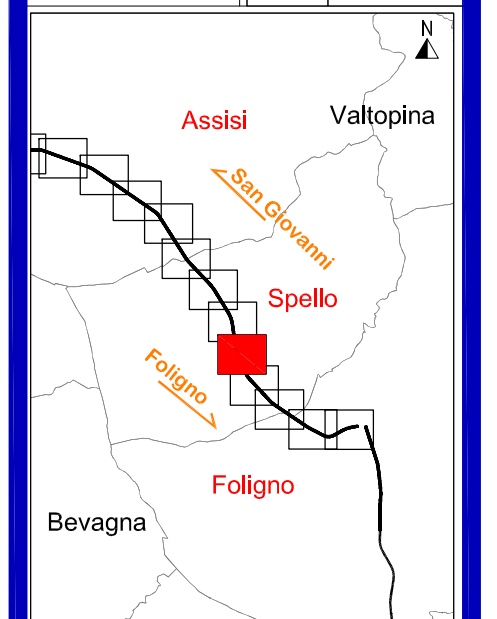 N
Valtopina
Assisi
San Giovanni
Spello
Foligno
Foligno
Bevagna